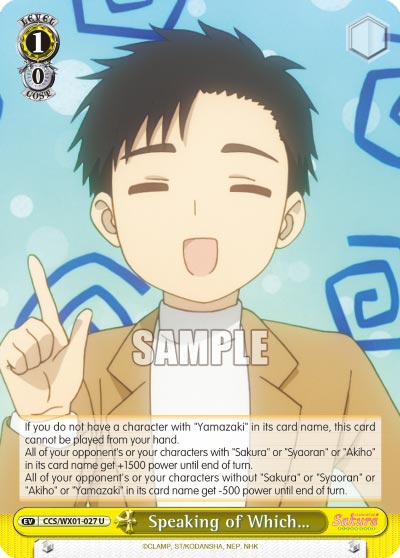 LEVEL
1
0
COST
SAMPLE
If you do not have a character with "Yamazaki" in its card name, this card
cannot be played from your hand.
All of your opponent's or your characters with "Sakura" or "Syaoran" or "Akiho"
in its card name get +1500 power until end of turn.
All of your opponent's or your characters without "Sakura" or "Syaoran" or
"Akiho" or "Yamazaki" in its card name get -500 power until end of turn.
EV CCS/WX01-027 U Speaking of Which... Sakura
©CLAMP, ST/KODANSHA, NEP, NHK